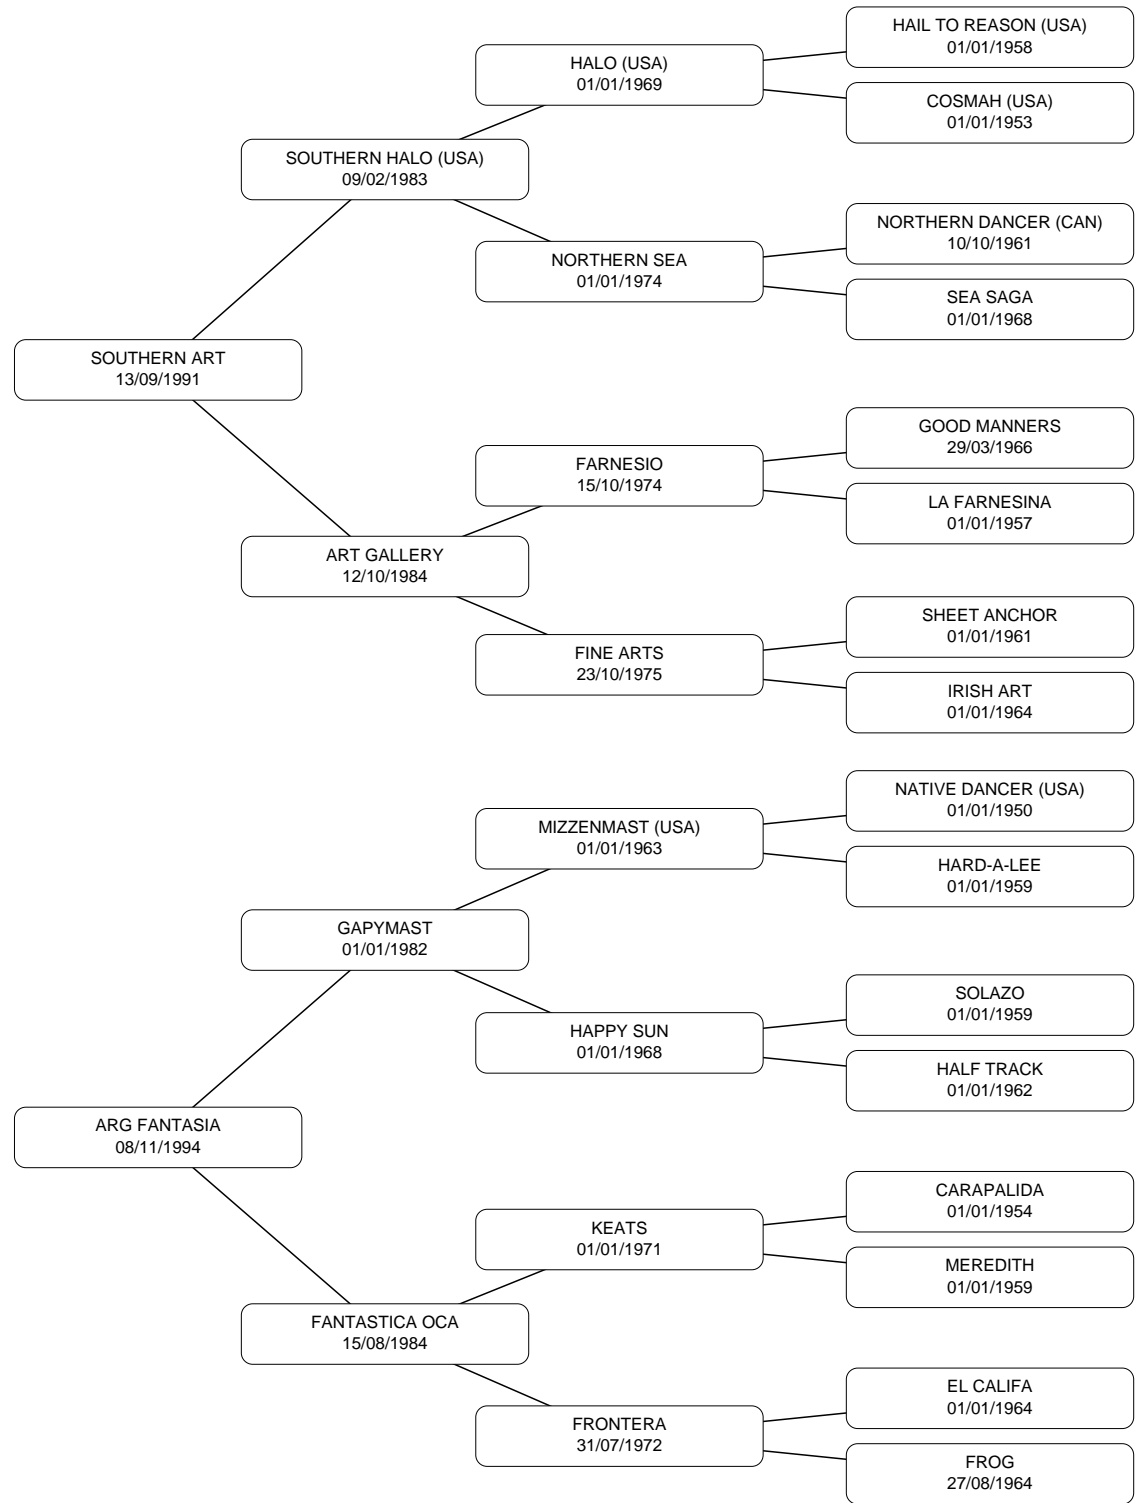 HAIL TO REASON (USA)
01/01/1958
HALO (USA)
01/01/1969
COSMAH (USA)
01/01/1953
SOUTHERN HALO (USA)
09/02/1983
NORTHERN DANCER (CAN)
10/10/1961
NORTHERN SEA
01/01/1974
SEA SAGA
01/01/1968
SOUTHERN ART
13/09/1991
GOOD MANNERS
29/03/1966
FARNESIO
15/10/1974
LA FARNESINA
01/01/1957
ART GALLERY
12/10/1984
SHEET ANCHOR
01/01/1961
FINE ARTS
23/10/1975
IRISH ART
01/01/1964
NATIVE DANCER (USA)
01/01/1950
MIZZENMAST (USA)
01/01/1963
HARD-A-LEE
01/01/1959
GAPYMAST
01/01/1982
SOLAZO
01/01/1959
HAPPY SUN
01/01/1968
HALF TRACK
01/01/1962
ARG FANTASIA
08/11/1994
CARAPALIDA
01/01/1954
KEATS
01/01/1971
MEREDITH
01/01/1959
FANTASTICA OCA
15/08/1984
EL CALIFA
01/01/1964
FRONTERA
31/07/1972
FROG
27/08/1964